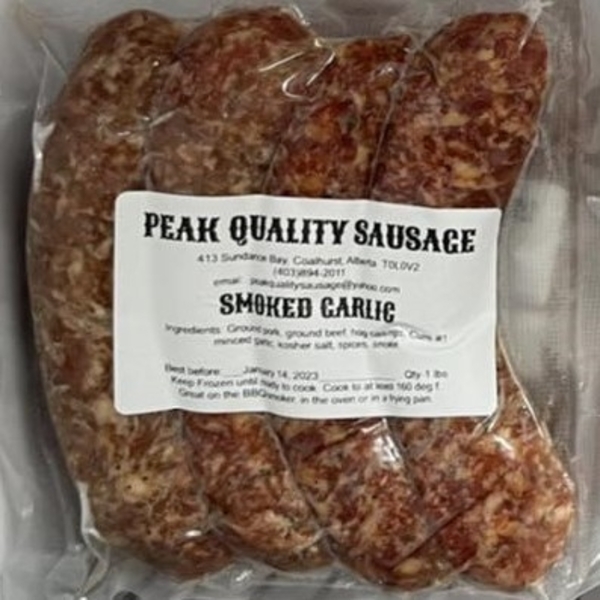 PEAK QUALITY SAUSAGE
413 Sundance Bay, Coalhurst, Alberta T0L0V2
(403)894-2011
email: peakqualitysausage@yahoo.com
SMOKED GARLIC
Ingredients: Ground pork, ground beef, hog casings, Cure #1
minced garlic, kosher salt, spices, smoke
Best before: January 14, 2023 Qty 1 lbs
Keep Frozen until ready to cook. Cook to at least 160 deg f.
Great on the BBQ/smoker, in the oven or in a frying pan.